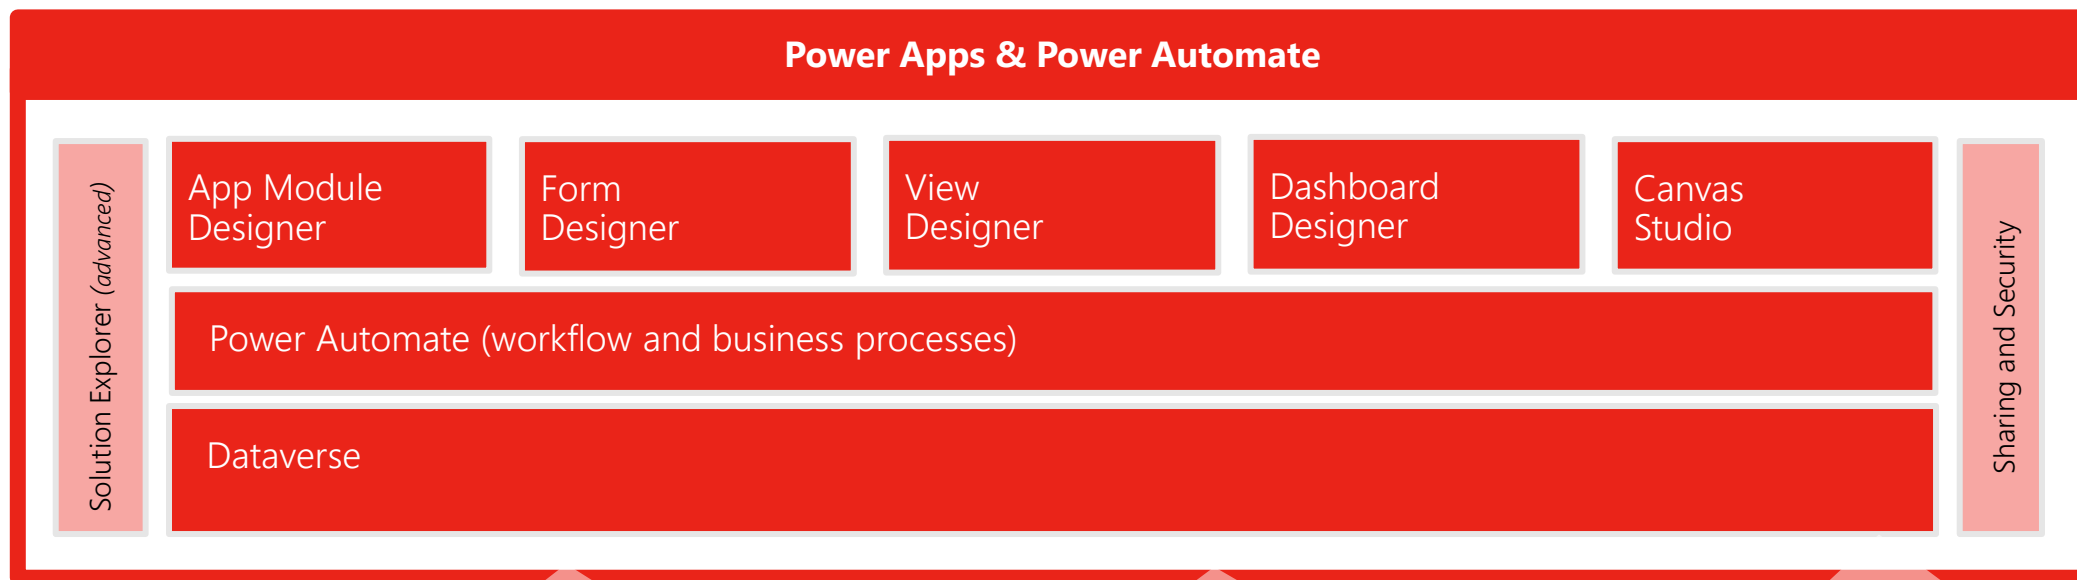 Power Apps & Power Automate
Solution Explorer (advanced)
App Module
Designer
Form
Designer
View
Designer
Dashboard
Designer
Canvas
Studio
Power Automate (workflow and business processes)
Dataverse
Sharing and Security